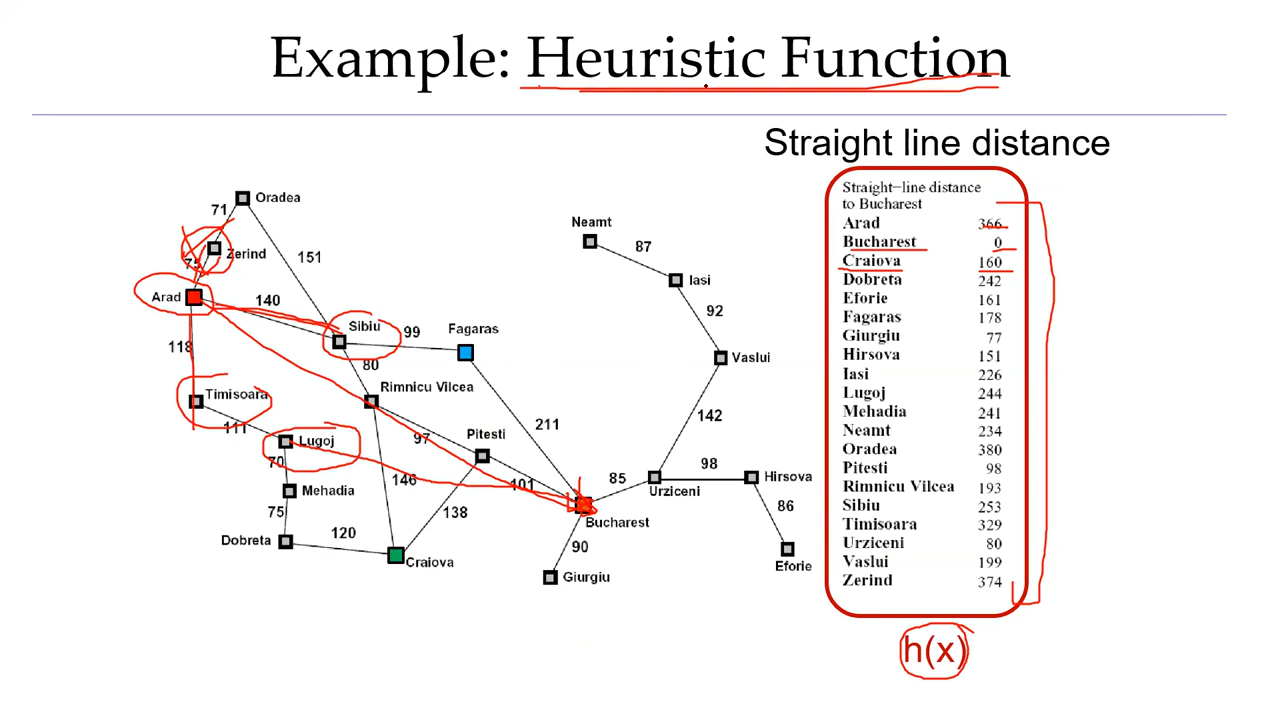 Example: Heuristic Function
Straight line distance
Straight-line distance
to Bucharest
Arad 366
Bucharest 0
Craiova 160
Dobreta 242
Eforie 161
Fagaras 178
Giurgiu 77
Hirsova 151
Iasi 226
Lugoj 244
Mehadia 241
Neamt 234
Oradea 380
Pitesti 98
Rimnicu Vilcea 193
Sibiu 253
Timisoara 329
Urziceni 80
Vaslui 199
Zerind 374
h(x)
Oradea
71
Zerind
75
151
Arad
140
Sibiu
99
Fagaras
118
80
Timisoara
Rimnicu Vilcea
111
Lugoj
97
Pitesti
211
70
146
101
Mehadia
75
138
Dobreta
120
Craiova
Bucharest
90
Giurgiu
85
Urziceni
98
Hirsova
86
Eforie
142
Vaslui
92
Iasi
87
Neamt